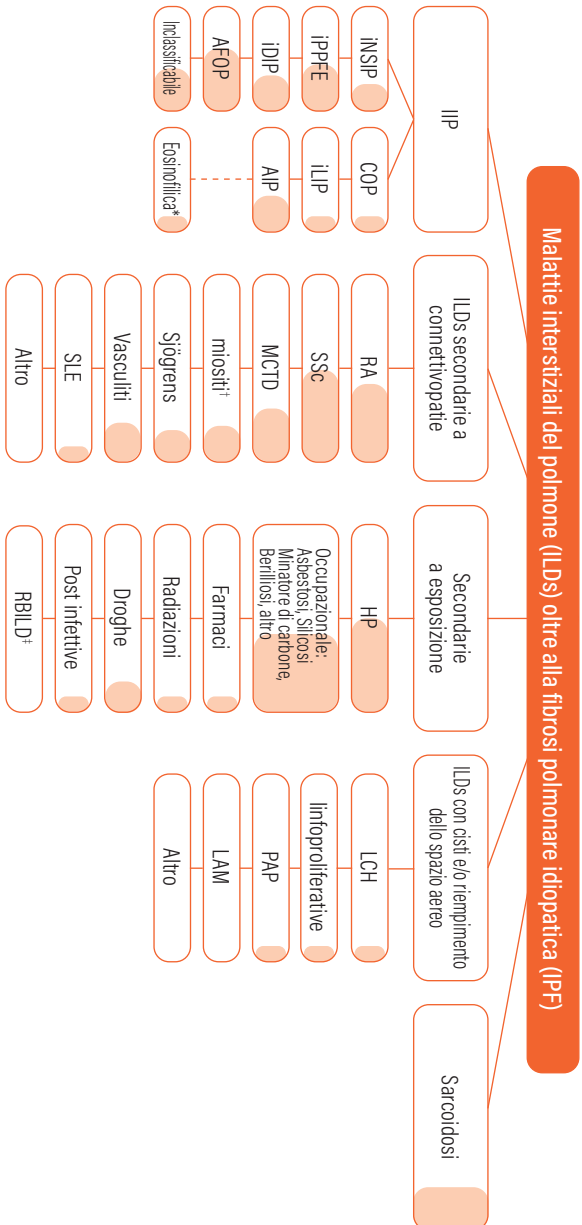 Malattie interstiziali del polmone (ILDs) oltre alla fibrosi polmonare idiopatica (IPF)
IIP
iNSIP
iPPFE
iDIP
AFOP
Inclassificabile
COP
iLIP
AIP
Eosinofilica*
ILDs secondarie a
connettivopatie
RA
SSc
MCTD
miositi†
Sjögrens
Vasculiti
SLE
Altro
Secondarie
a esposizione
HP
Occupazionale:
Asbestosi, Silicosi
Minatore di carbone,
Berilliosi, altro
Farmaci
Radiazioni
Droghe
Post infettive
RBILD‡
ILDs con cisti e/o riempimento
dello spazio aereo
LCH
linfoproliferative
PAP
LAM
Altro
Sarcoidosi